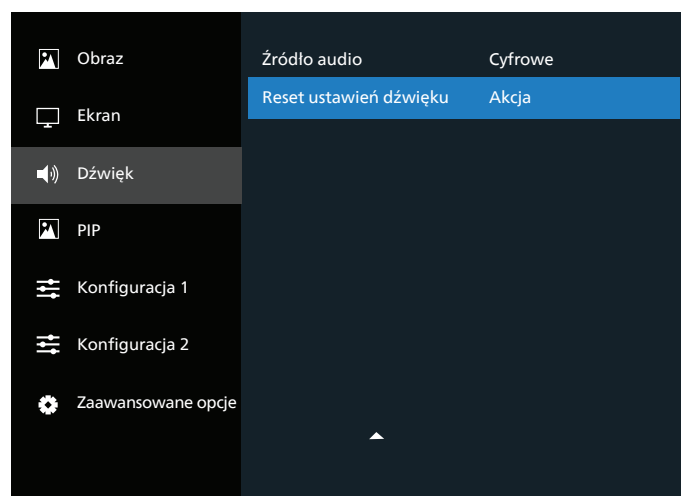 Obraz
Ekran
Dźwięk
PIP
Konfiguracja 1
Konfiguracja 2
Zaawansowane opcje
Źródło audio Cyfrowe
Reset ustawień dźwięku Akcja